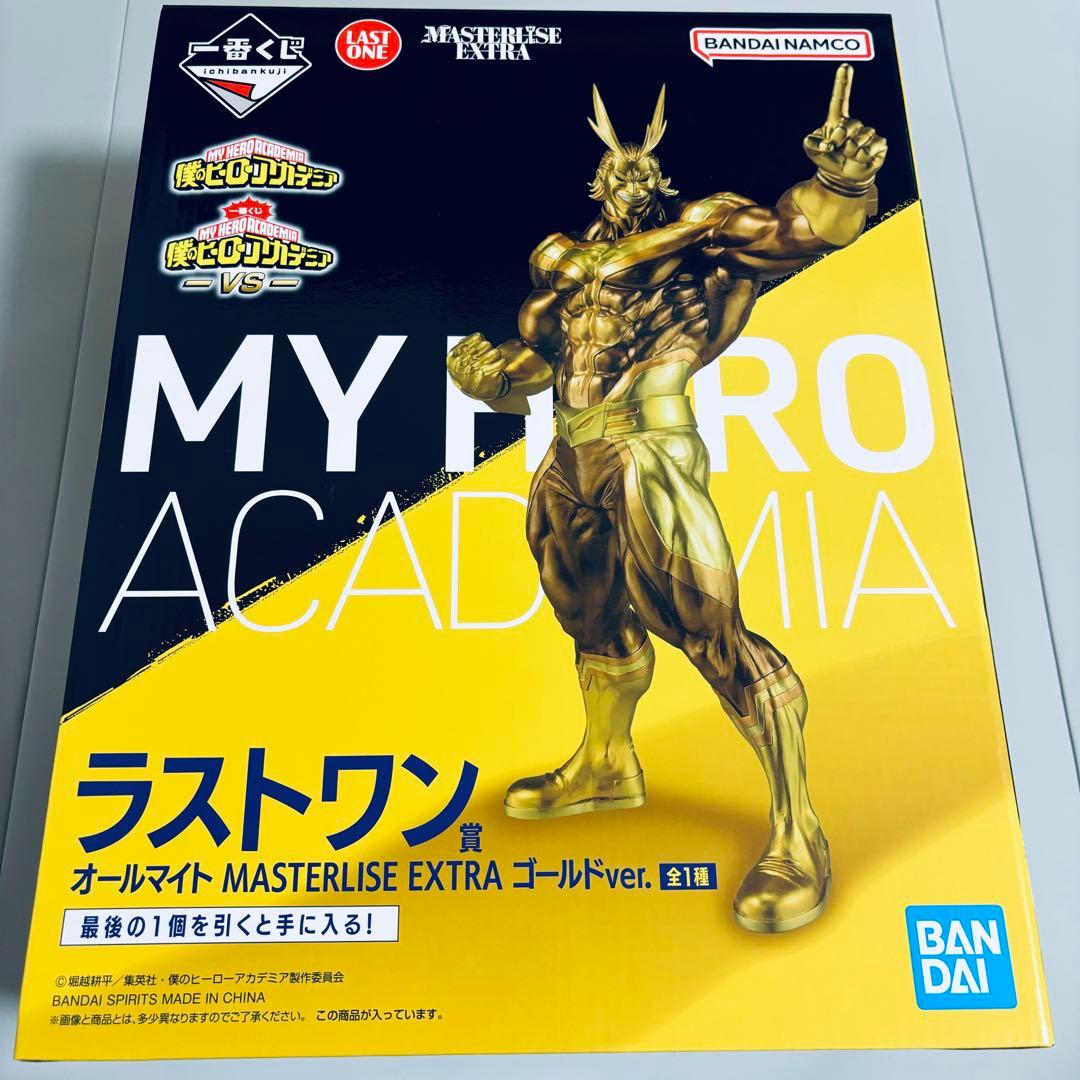 一番くじ
ichibankuji
LAST
ONE
MASTERLISE
EXTRA
BANDAI NAMCO
MY HERO ACADEMIA
僕のヒーローアカデミア
一番くじ
MY HERO ACADEMIA
僕のヒーローアカデミア
VS
MY HERO
ACADEMIA
ラストワン賞
オールマイト MASTERLISE EXTRA ゴールドver. 全1種
最後の1個を引くと手に入る!
©堀越耕平/集英社・僕のヒーローアカデミア製作委員会
BANDAI SPIRITS MADE IN CHINA
※画像と商品とは、多少異なりますのでご了承ください。 この商品が入っています。
BAN
DAI